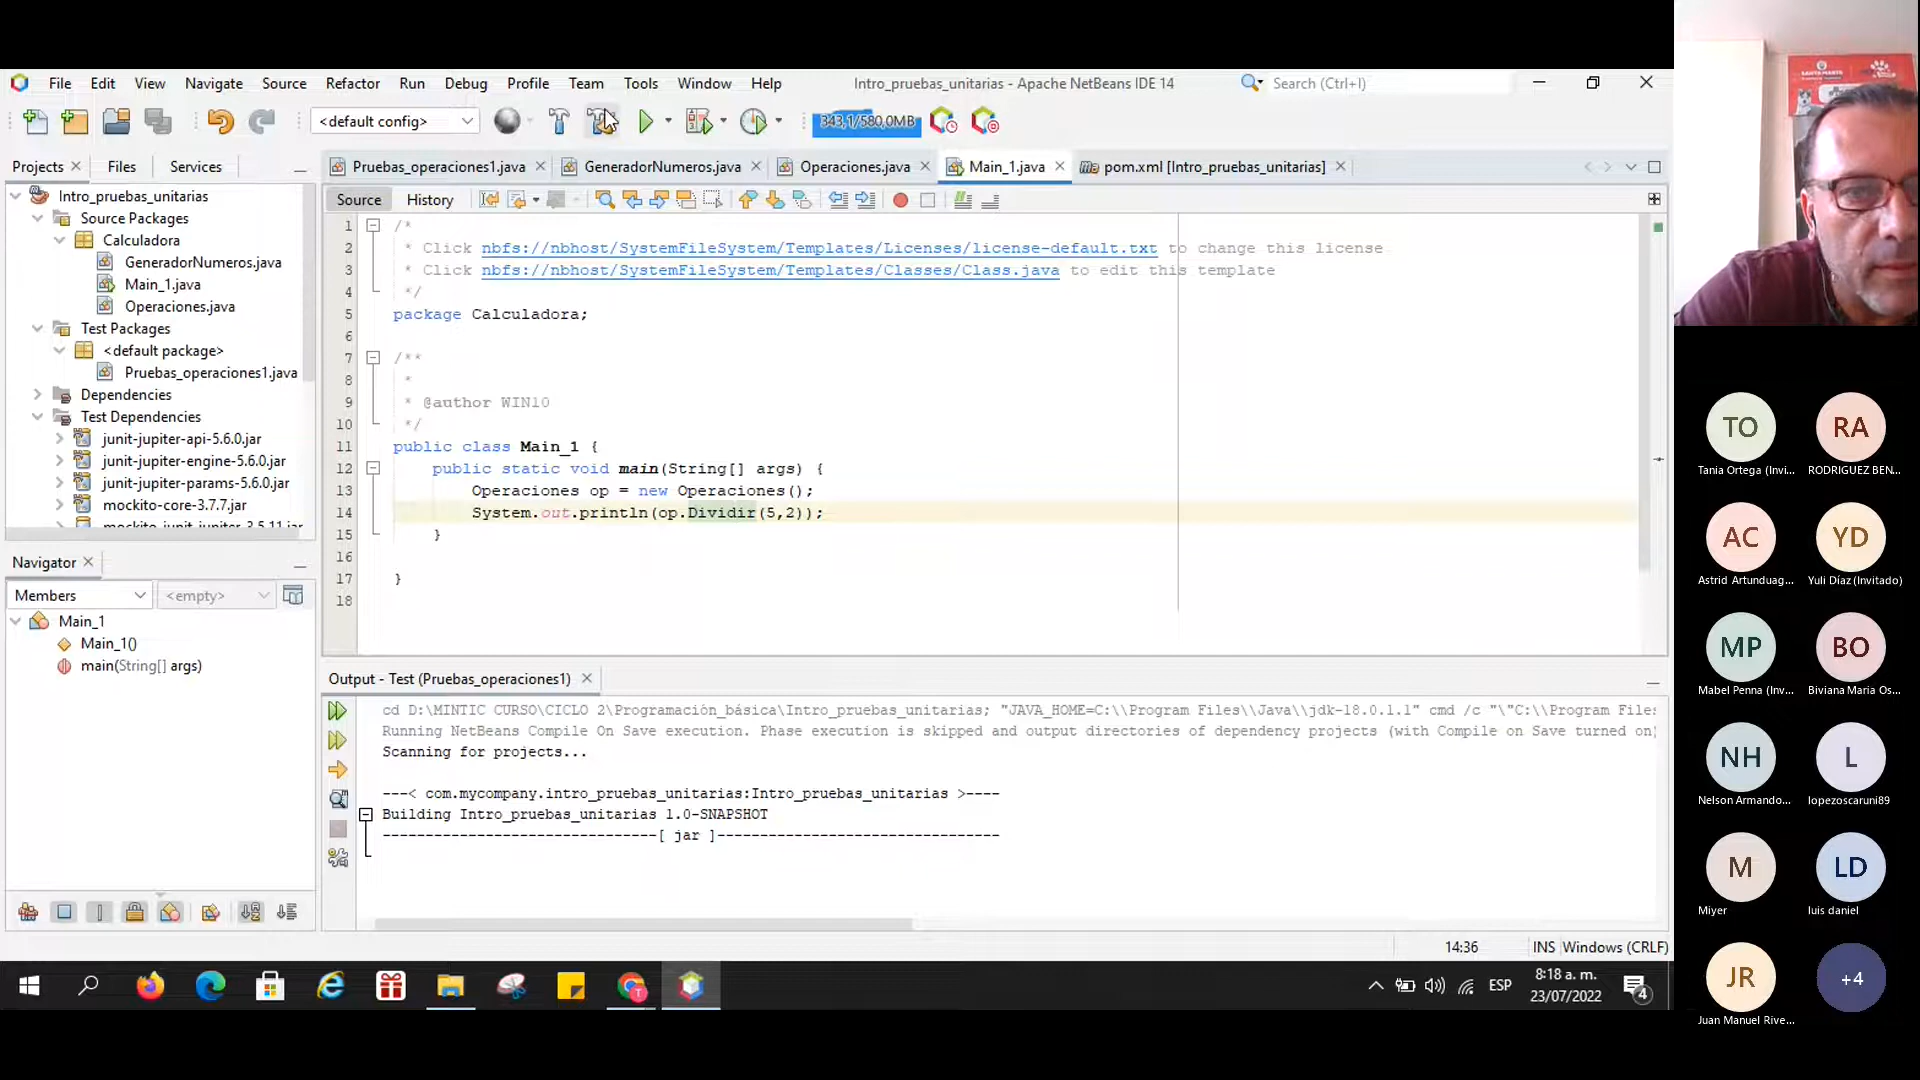 File Edit View Navigate Source Refactor Run Debug Profile Team Tools Window Help
Intro_pruebas_unitarias - Apache NetBeans IDE 14
Search (Ctrl+I)
<default config>
343,1/580,0MB
Projects Files Services
Pruebas_operaciones1.java GeneradorNumeros.java Operaciones.java Main_1.java pom.xml [Intro_pruebas_unitarias]
Source History
Intro_pruebas_unitarias
Source Packages
Calculadora
GeneradorNumeros.java
Main_1.java
Operaciones.java
Test Packages
<default package>
Pruebas_operaciones1.java
Dependencies
Test Dependencies
junit-jupiter-api-5.6.0.jar
junit-jupiter-engine-5.6.0.jar
junit-jupiter-params-5.6.0.jar
mockito-core-3.7.7.jar
mockito-junit-jupiter-3.5.11.jar
1 /*
2 * Click nbfs://nbhost/SystemFileSystem/Templates/Licenses/license-default.txt to change this license
3 * Click nbfs://nbhost/SystemFileSystem/Templates/Classes/Class.java to edit this template
4 */
5 package Calculadora;
6
7 /**
8 *
9 * @author WIN10
10 */
11 public class Main_1 {
12 public static void main(String[] args) {
13 Operaciones op = new Operaciones();
14 System.out.println(op.Dividir(5,2));
15 }
16
17 }
18
Navigator
Members <empty>
Main_1
Main_1()
main(String[] args)
Output - Test (Pruebas_operaciones1)
cd D:\MINTIC CURSO\CICLO 2\Programación_básica\Intro_pruebas_unitarias; "JAVA_HOME=C:\\Program Files\\Java\\jdk-18.0.1.1" cmd /c "\"C:\\Program Files
Running NetBeans Compile On Save execution. Phase execution is skipped and output directories of dependency projects (with Compile on Save turned on)
Scanning for projects...
---< com.mycompany.intro_pruebas_unitarias:Intro_pruebas_unitarias >----
Building Intro_pruebas_unitarias 1.0-SNAPSHOT
--------------------------------[ jar ]---------------------------------
14:36 INS Windows (CRLF)
ESP
8:18 a. m.
23/07/2022
4
SANTA MARTA
TO RA
Tania Ortega (Invi... RODRIGUEZ BEN...
AC YD
Astrid Artunduag... Yuli Díaz (Invitado)
MP BO
Mabel Penna (Inv... Biviana Maria Os...
NH L
Nelson Armando... lopezoscaruni89
M LD
Miyer luis daniel
JR +4
Juan Manuel Rive...